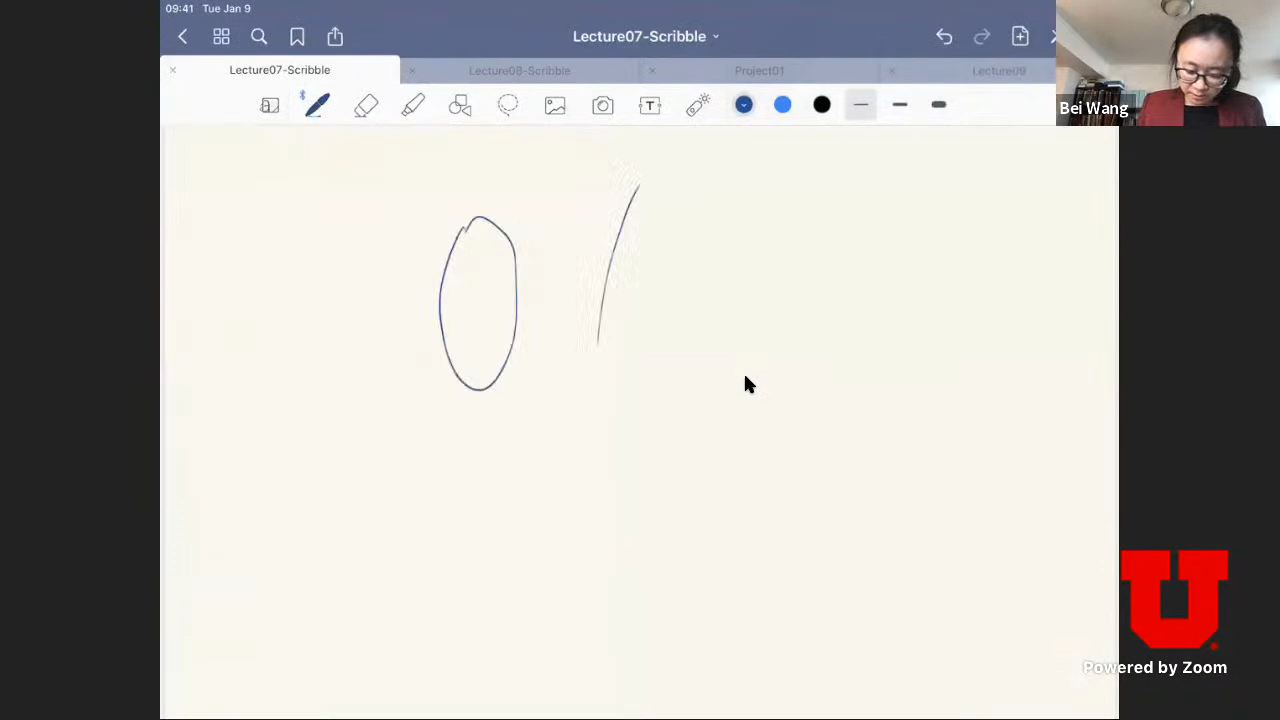 09:41 Tue Jan 9
Lecture07-Scribble
Lecture07-Scribble Lecture08-Scribble Project01 Lecture09
T
Bei Wang
U
Powered by Zoom